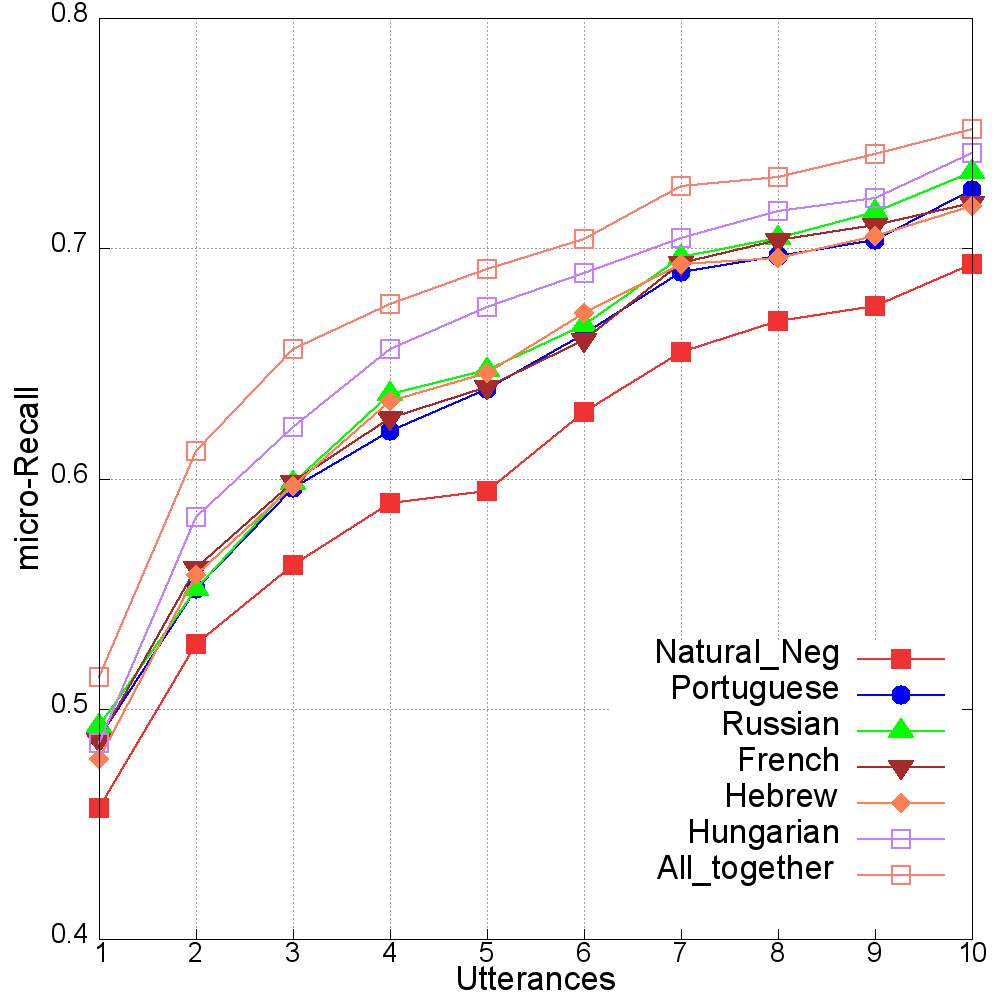 0.8
0.7
0.6
0.5
0.4
micro-Recall
Natural_Neg
Portuguese
Russian
French
Hebrew
Hungarian
All_together
1 2 3 4 5 6 7 8 9 10
Utterances